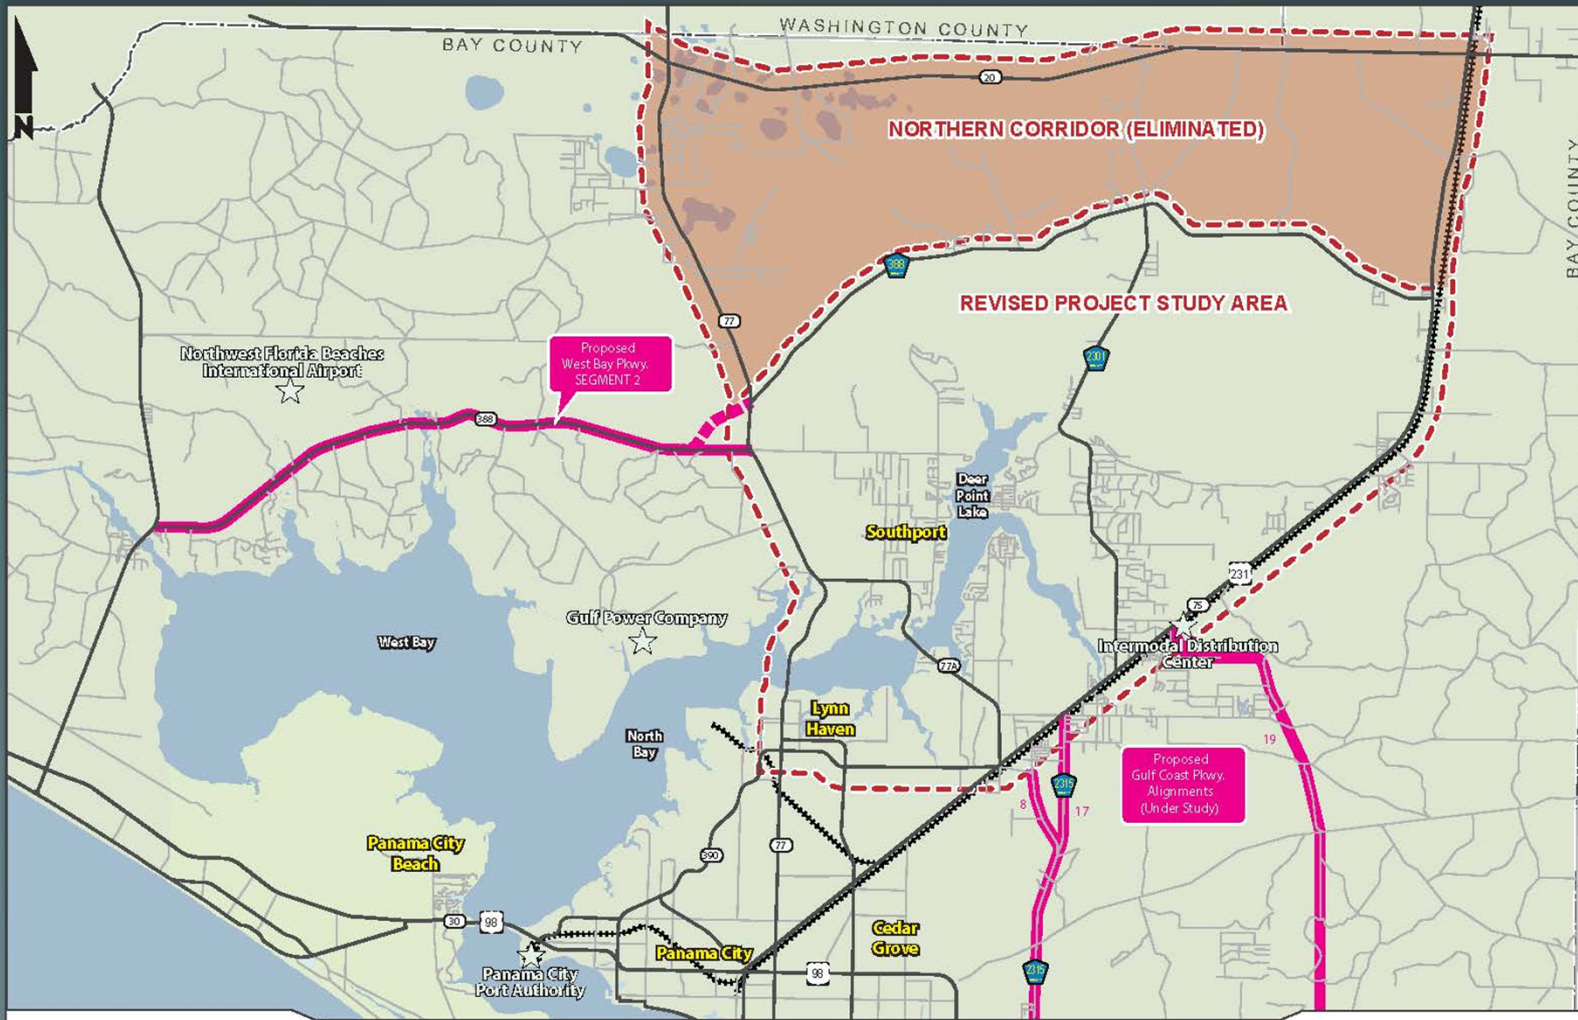 WASHINGTON COUNTY
BAY COUNTY
20
NORTHERN CORRIDOR (ELIMINATED)
N
BAY COUNTY
388
REVISED PROJECT STUDY AREA
77
Northwest Florida Beaches
International Airport
Proposed
West Bay Pkwy.
SEGMENT 2
2301
388
Deer
Point
Lake
Southport
231
75
Gulf Power Company
West Bay
Intermodal Distribution
Center
77A
Lynn
Haven
North
Bay
19
Proposed
Gulf Coast Pkwy.
Alignments
(Under Study)
2315
8
17
Panama City
Beach
390
77
30
98
Cedar
Grove
Panama City
98
2315
Panama City
Port Authority